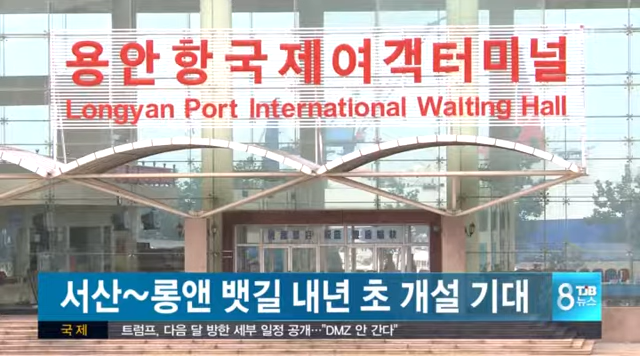 용안항국제여객터미널
Longyan Port International Waiting Hall
서산~롱앤 뱃길 내년 초 개설 기대
8 TJB 뉴스
국 제
트럼프, 다음 달 방한 세부 일정 공개…"DMZ 안 간다"